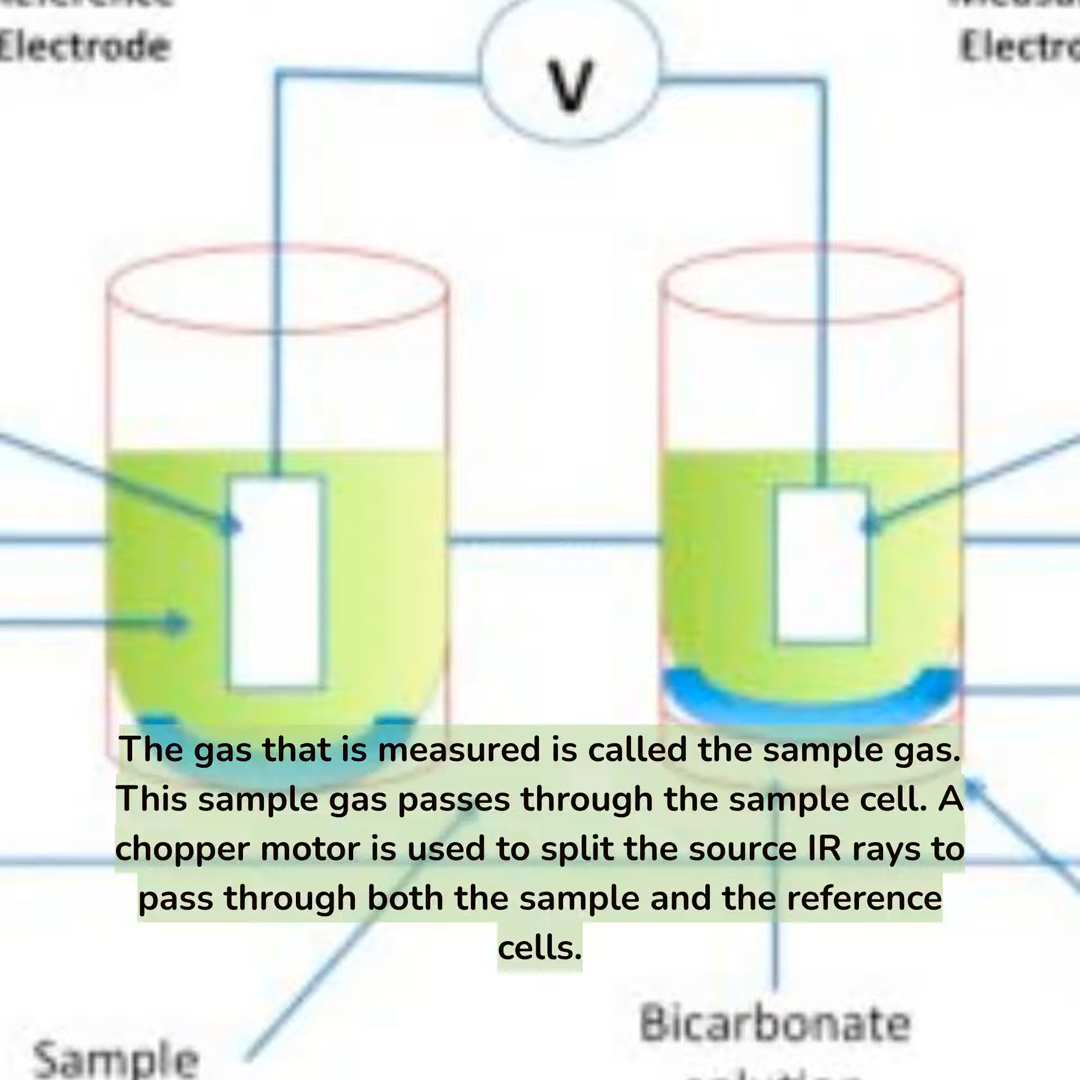 Electrode
Electro
V
The gas that is measured is called the sample gas.
This sample gas passes through the sample cell. A
chopper motor is used to split the source IR rays to
pass through both the sample and the reference
cells.
Bicarbonate
Sample